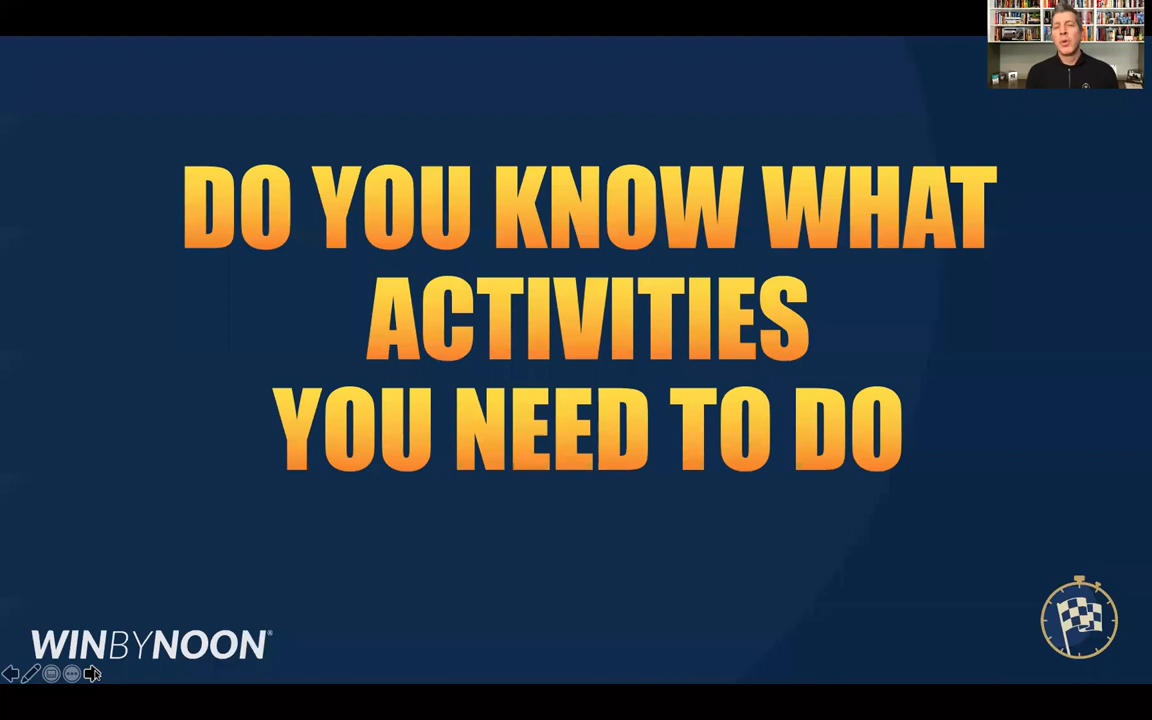 DO YOU KNOW WHAT
ACTIVITIES
YOU NEED TO DO
WINBYNOON®